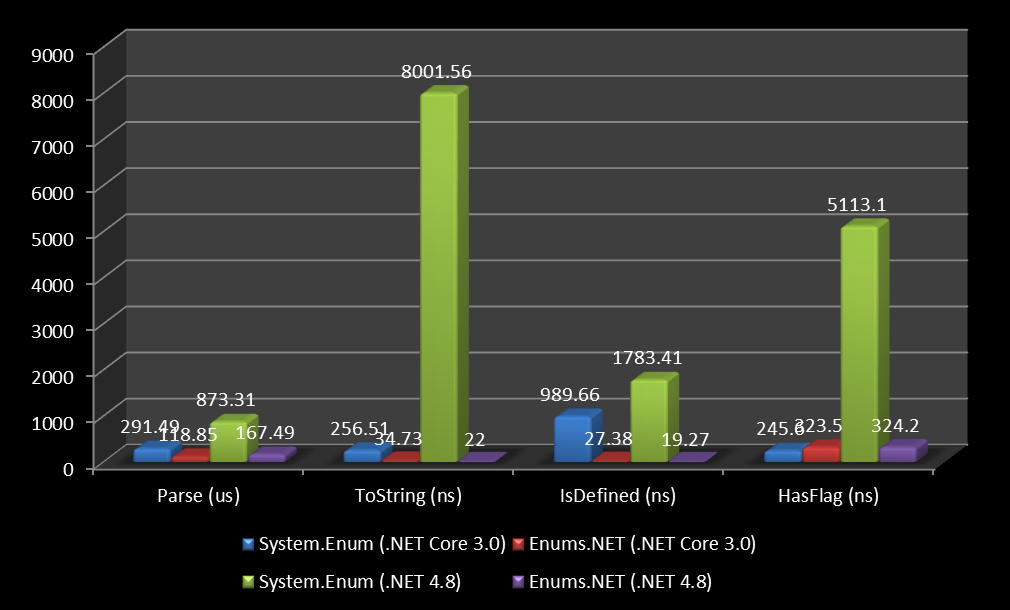 9000
8001.56
8000
7000
6000
5113.1
5000
4000
3000
2000
1783.41
1000
873.31
989.66
291.49 118.85 167.49
256.51 34.73 22
27.38 19.27
245.6 323.5 324.2
0
Parse (us) ToString (ns) IsDefined (ns) HasFlag (ns)
System.Enum (.NET Core 3.0) Enums.NET (.NET Core 3.0)
System.Enum (.NET 4.8) Enums.NET (.NET 4.8)